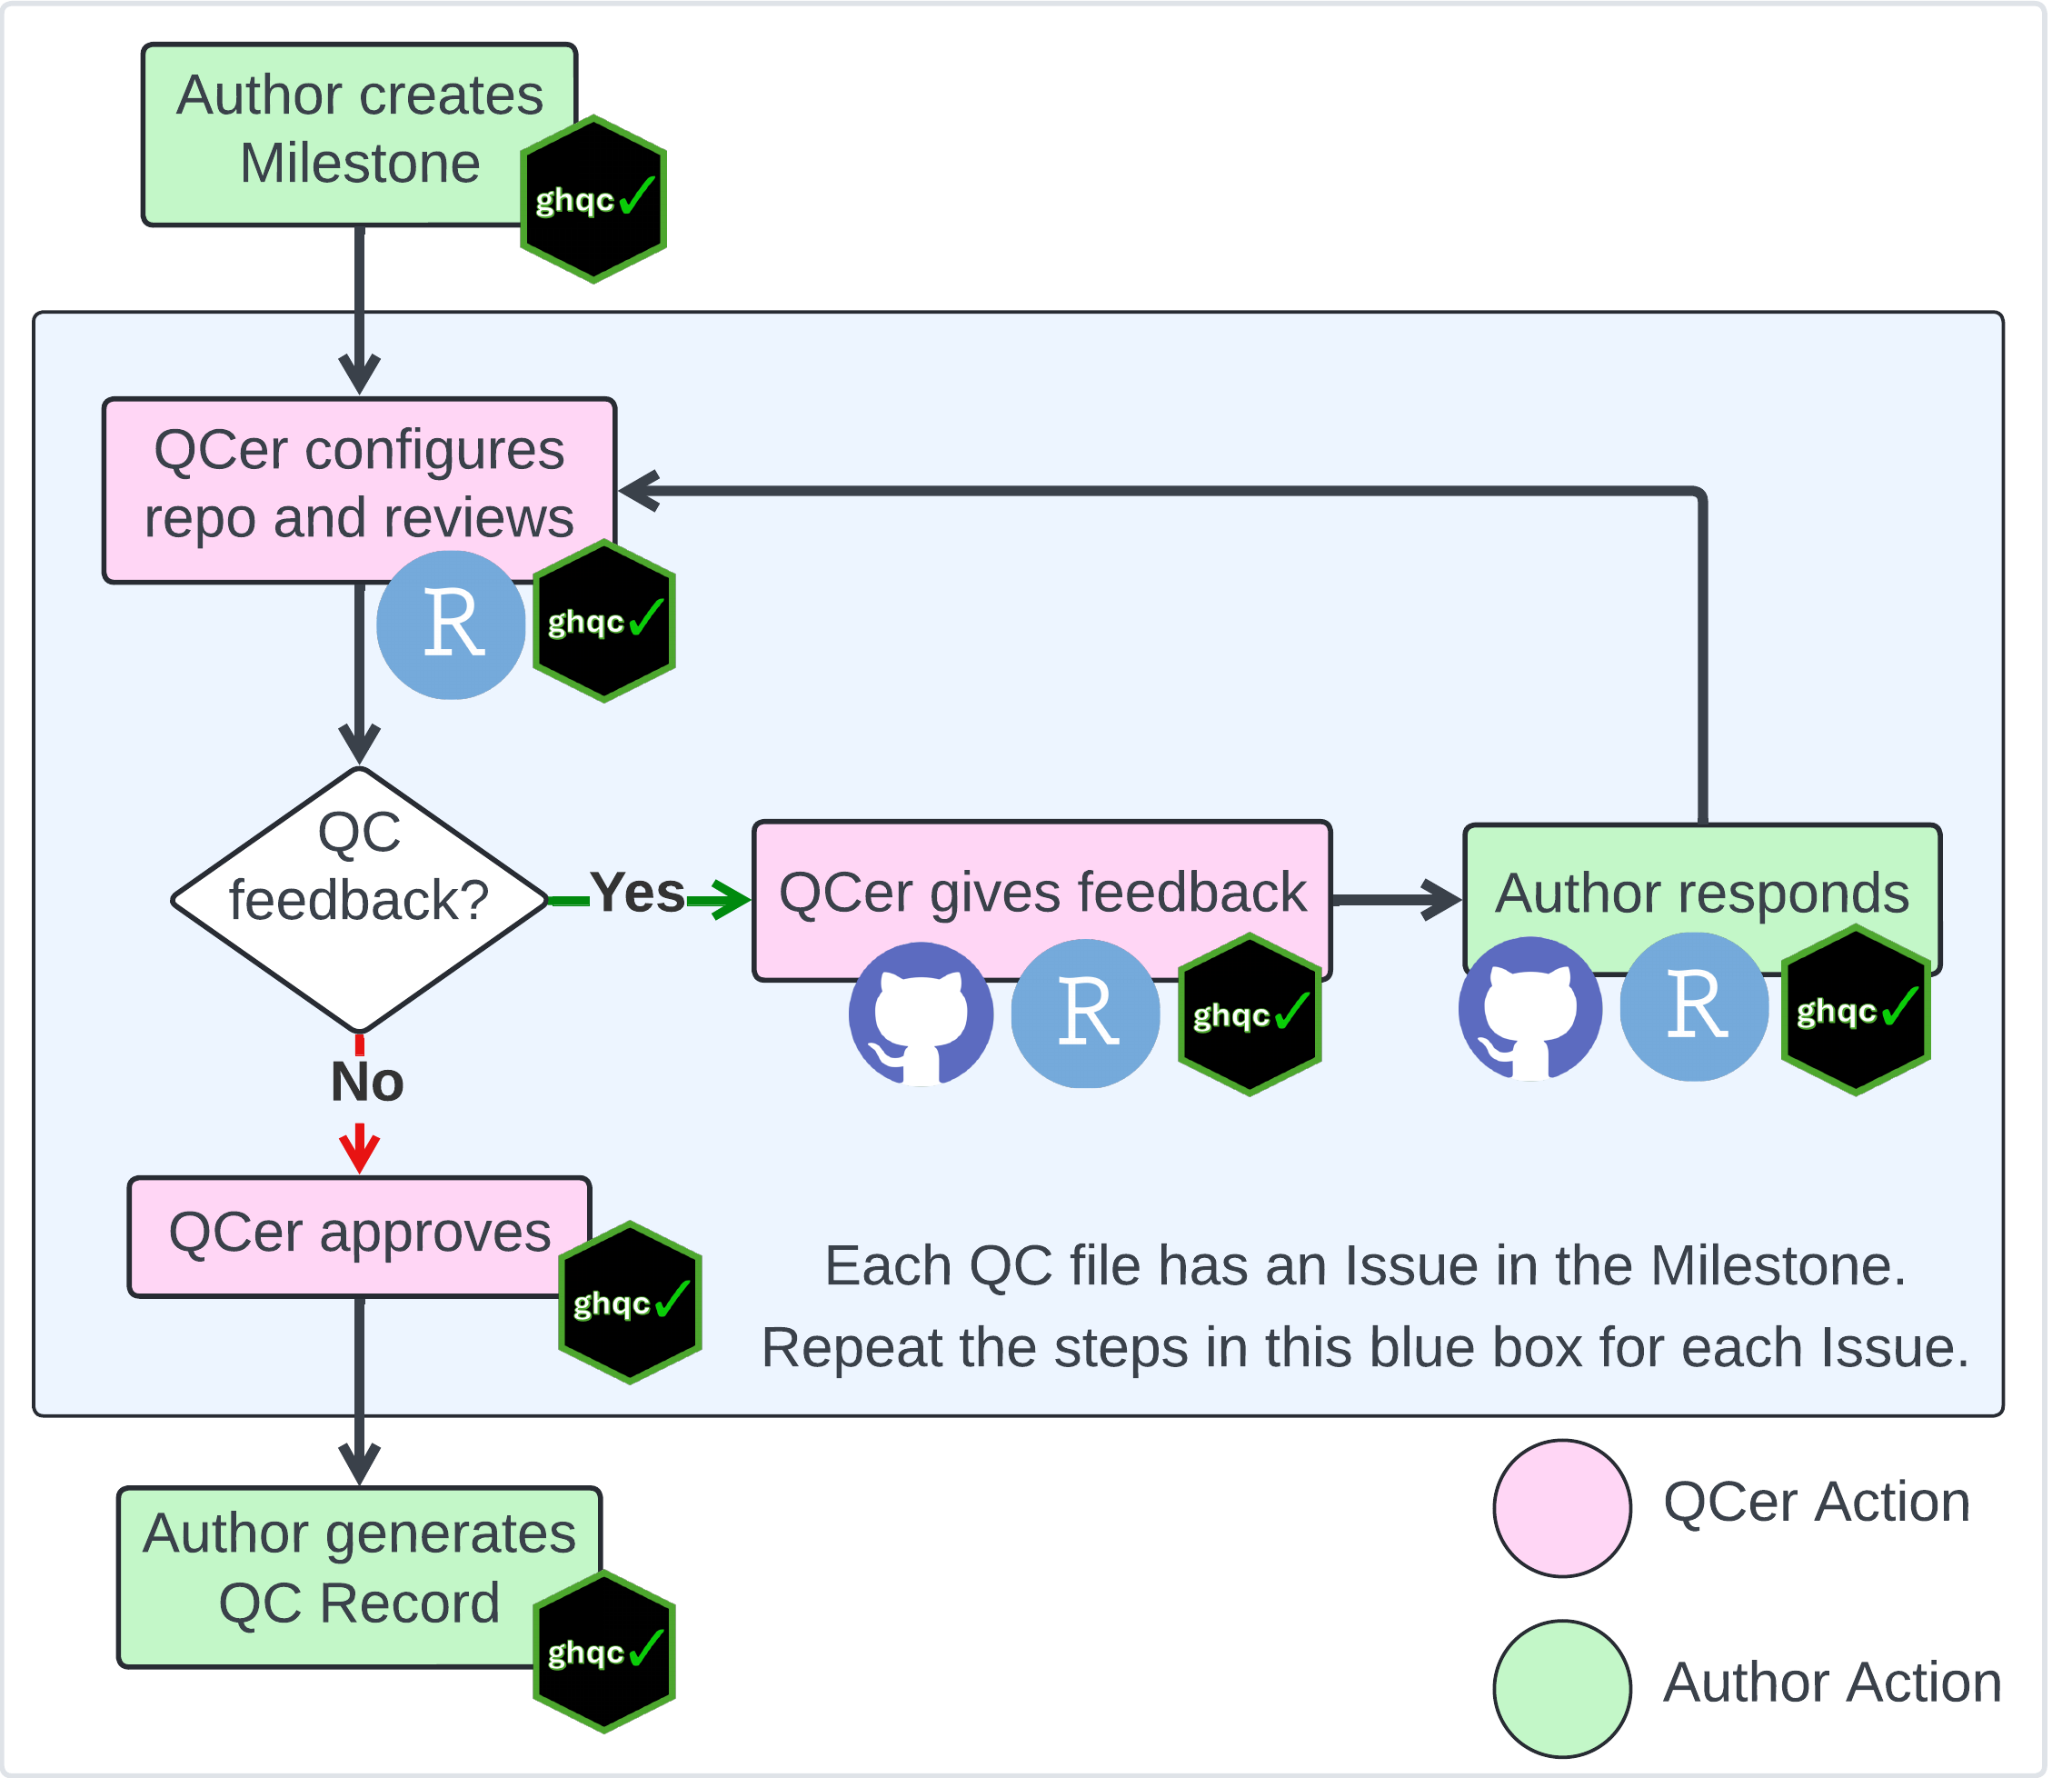 Author creates
Milestone
ghqc
QCer configures
repo and reviews
R
ghqc
QC
feedback?
Yes
QCer gives feedback
R
ghqc
Author responds
R
ghqc
No
QCer approves
ghqc
Each QC file has an Issue in the Milestone.
Repeat the steps in this blue box for each Issue.
Author generates
QC Record
ghqc
QCer Action
Author Action